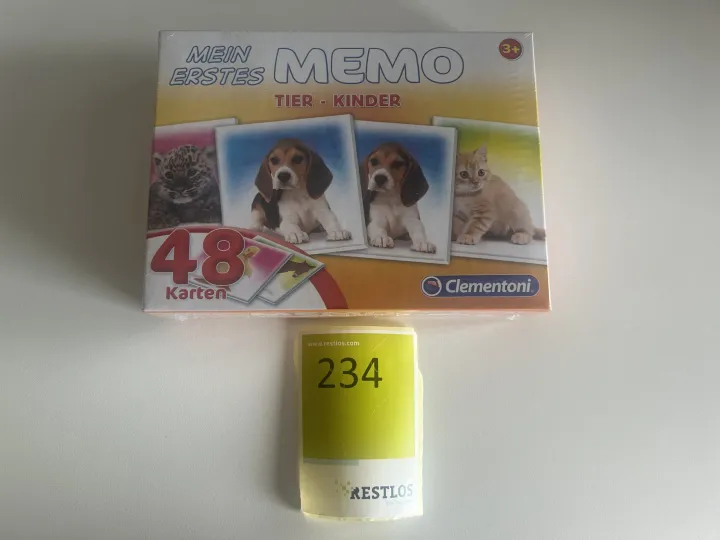 MEIN
ERSTES MEMO
3+
TIER - KINDER
48
Karten
Clementoni
www.restlos.com
234
RESTLOS